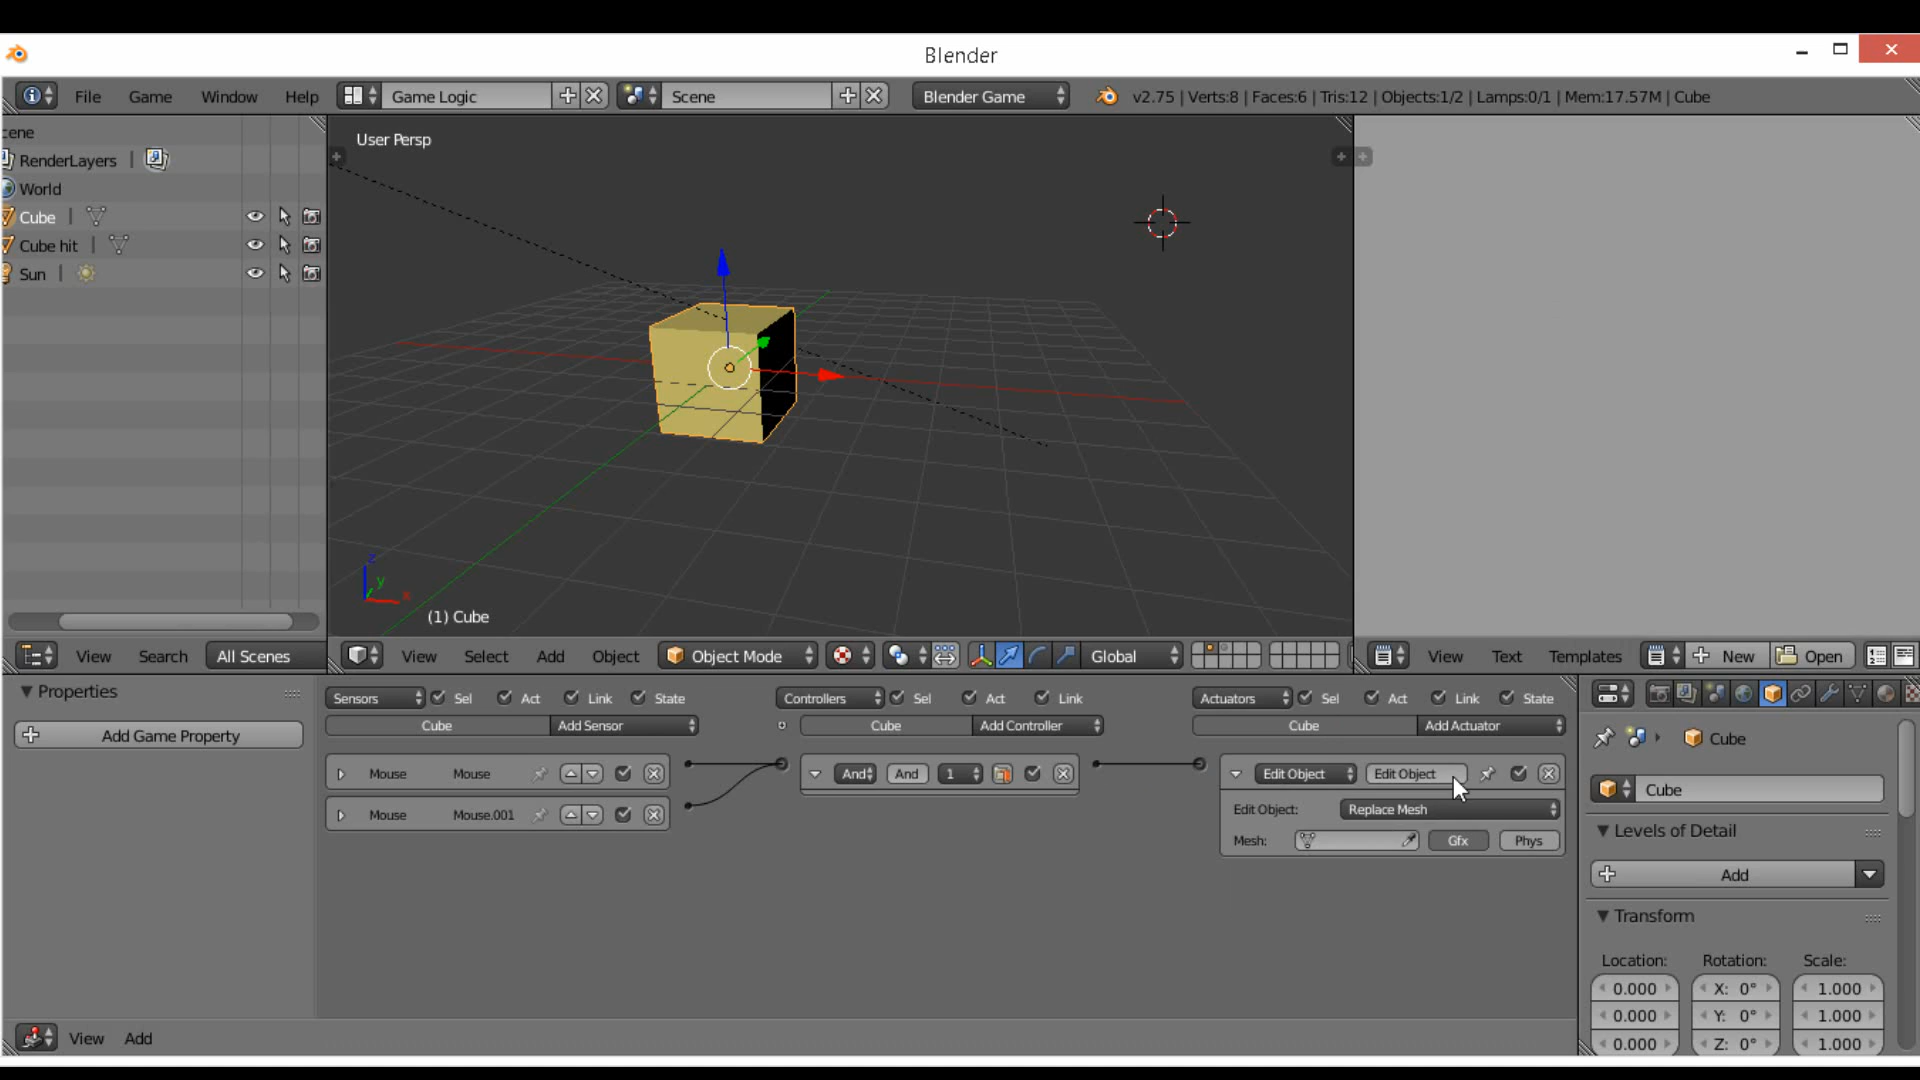 Blender
File Game Window Help Game Logic Scene Blender Game v2.75 | Verts:8 | Faces:6 | Tris:12 | Objects:1/2 | Lamps:0/1 | Mem:17.57M | Cube
cene
RenderLayers
World
Cube
Cube hit
Sun
User Persp
z
y
x
(1) Cube
View Search All Scenes
View Select Add Object Object Mode Global
View Text Templates New Open
Properties
Add Game Property
Sensors Sel Act Link State
Cube Add Sensor
Mouse Mouse
Mouse Mouse.001
Controllers Sel Act Link
Cube Add Controller
And And 1
Actuators Sel Act Link State
Cube Add Actuator
Edit Object Edit Object
Edit Object: Replace Mesh
Mesh: Gfx Phys
Cube
Cube
Levels of Detail
Add
Transform
Location: Rotation: Scale:
0.000 X: 0° 1.000
0.000 Y: 0° 1.000
0.000 Z: 0° 1.000
View Add